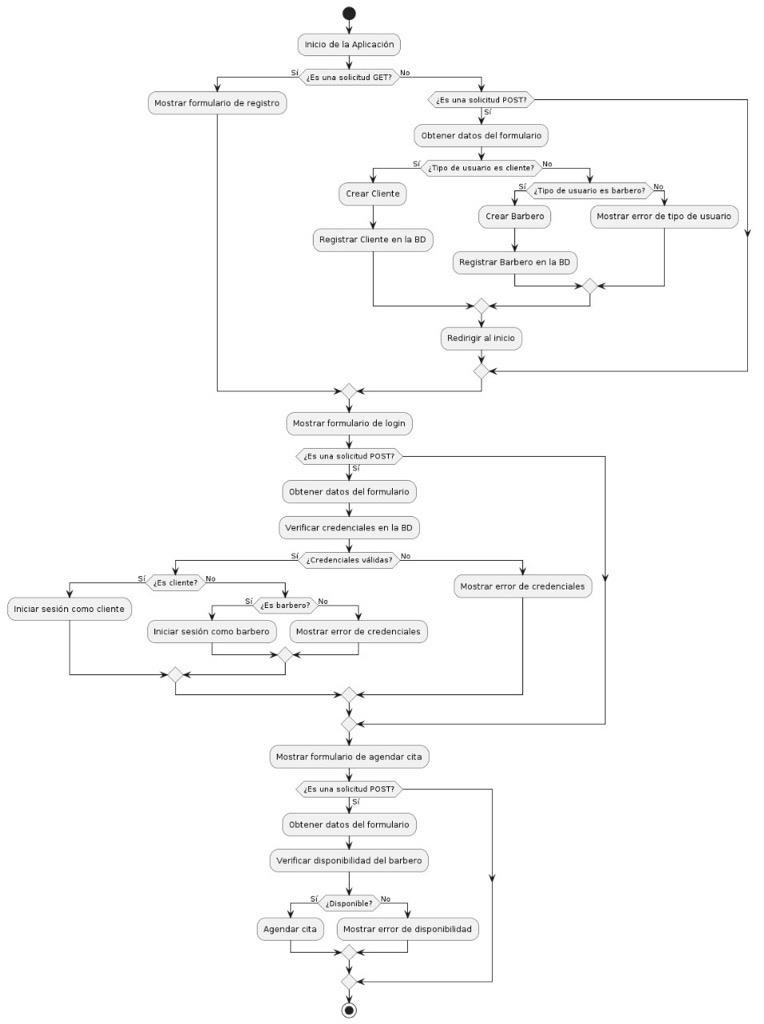 Inicio de la Aplicación
Sí
¿Es una solicitud GET?
No
Mostrar formulario de registro
¿Es una solicitud POST?
Sí
Obtener datos del formulario
Sí
¿Tipo de usuario es cliente?
No
Crear Cliente
Sí
¿Tipo de usuario es barbero?
No
Crear Barbero
Mostrar error de tipo de usuario
Registrar Cliente en la BD
Registrar Barbero en la BD
Redirigir al inicio
Mostrar formulario de login
¿Es una solicitud POST?
Sí
Obtener datos del formulario
Verificar credenciales en la BD
Sí
¿Credenciales válidas?
No
Sí
¿Es cliente?
No
Mostrar error de credenciales
Iniciar sesión como cliente
Sí
¿Es barbero?
No
Iniciar sesión como barbero
Mostrar error de credenciales
Mostrar formulario de agendar cita
¿Es una solicitud POST?
Sí
Obtener datos del formulario
Verificar disponibilidad del barbero
Sí
¿Disponible?
No
Agendar cita
Mostrar error de disponibilidad